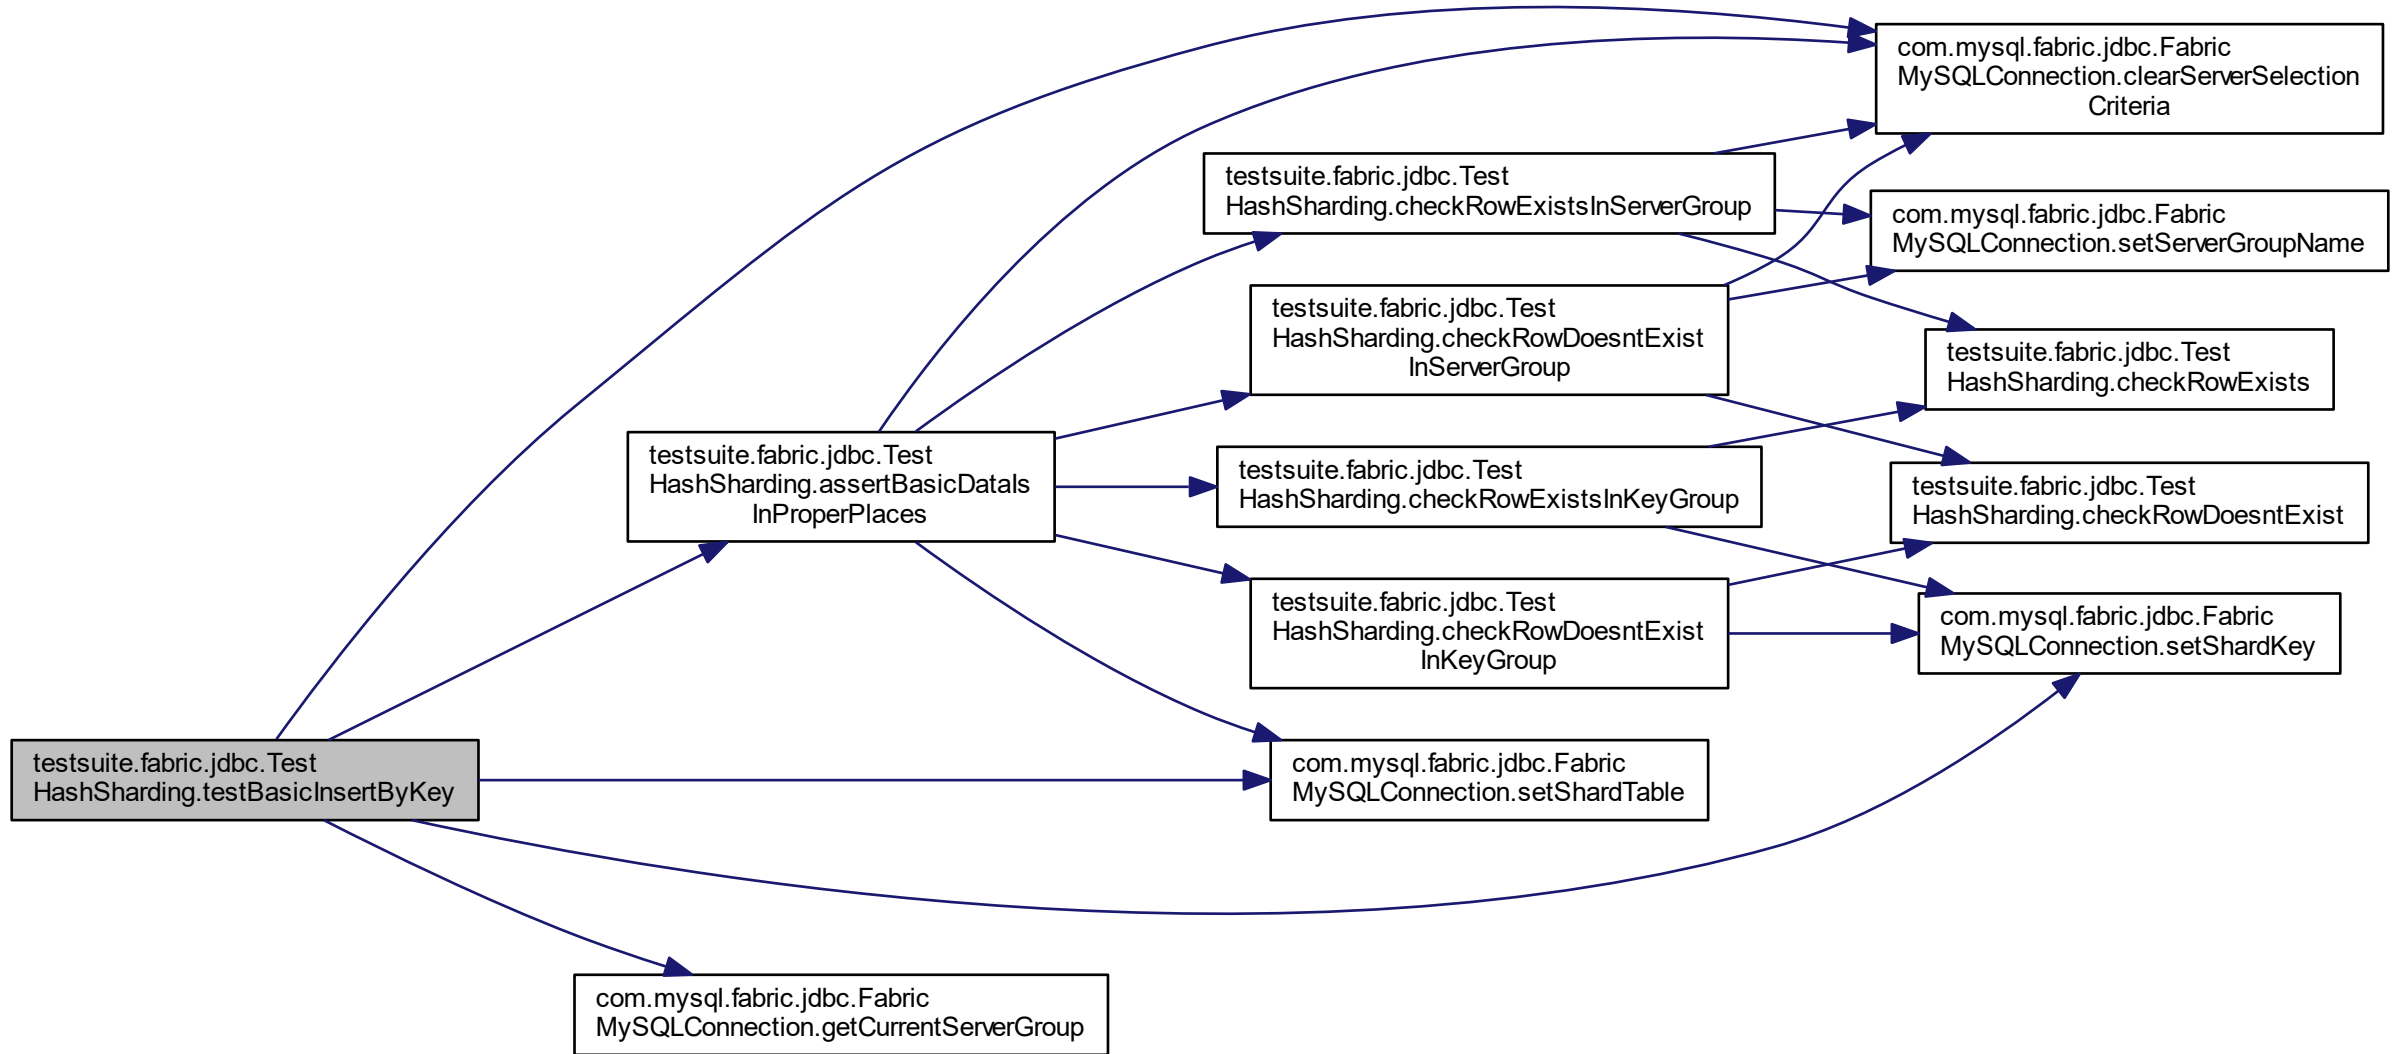 com.mysql.fabric.jdbc.Fabric
MySQLConnection.clearServerSelection
Criteria
testsuite.fabric.jdbc.Test
HashSharding.checkRowExistsInServerGroup
com.mysql.fabric.jdbc.Fabric
MySQLConnection.setServerGroupName
testsuite.fabric.jdbc.Test
HashSharding.checkRowDoesntExist
InServerGroup
testsuite.fabric.jdbc.Test
HashSharding.checkRowExists
testsuite.fabric.jdbc.Test
HashSharding.assertBasicDataIs
InProperPlaces
testsuite.fabric.jdbc.Test
HashSharding.checkRowExistsInKeyGroup
testsuite.fabric.jdbc.Test
HashSharding.checkRowDoesntExist
testsuite.fabric.jdbc.Test
HashSharding.checkRowDoesntExist
InKeyGroup
com.mysql.fabric.jdbc.Fabric
MySQLConnection.setShardKey
testsuite.fabric.jdbc.Test
HashSharding.testBasicInsertByKey
com.mysql.fabric.jdbc.Fabric
MySQLConnection.setShardTable
com.mysql.fabric.jdbc.Fabric
MySQLConnection.getCurrentServerGroup